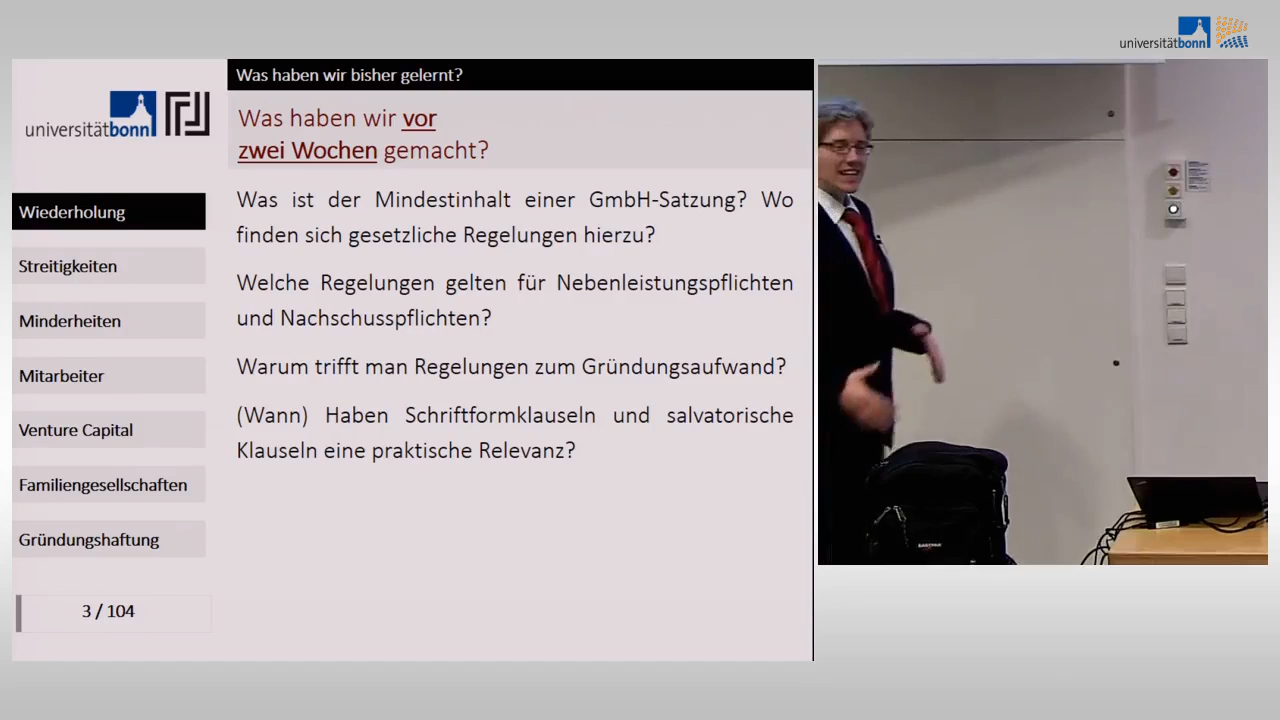 universitätbonn
Was haben wir bisher gelernt?
universitätbonn
Was haben wir vor
zwei Wochen gemacht?
Wiederholung
Streitigkeiten
Minderheiten
Mitarbeiter
Venture Capital
Familiengesellschaften
Gründungshaftung
3 / 104
Was ist der Mindestinhalt einer GmbH-Satzung? Wo
finden sich gesetzliche Regelungen hierzu?
Welche Regelungen gelten für Nebenleistungspflichten
und Nachschusspflichten?
Warum trifft man Regelungen zum Gründungsaufwand?
(Wann) Haben Schriftformklauseln und salvatorische
Klauseln eine praktische Relevanz?